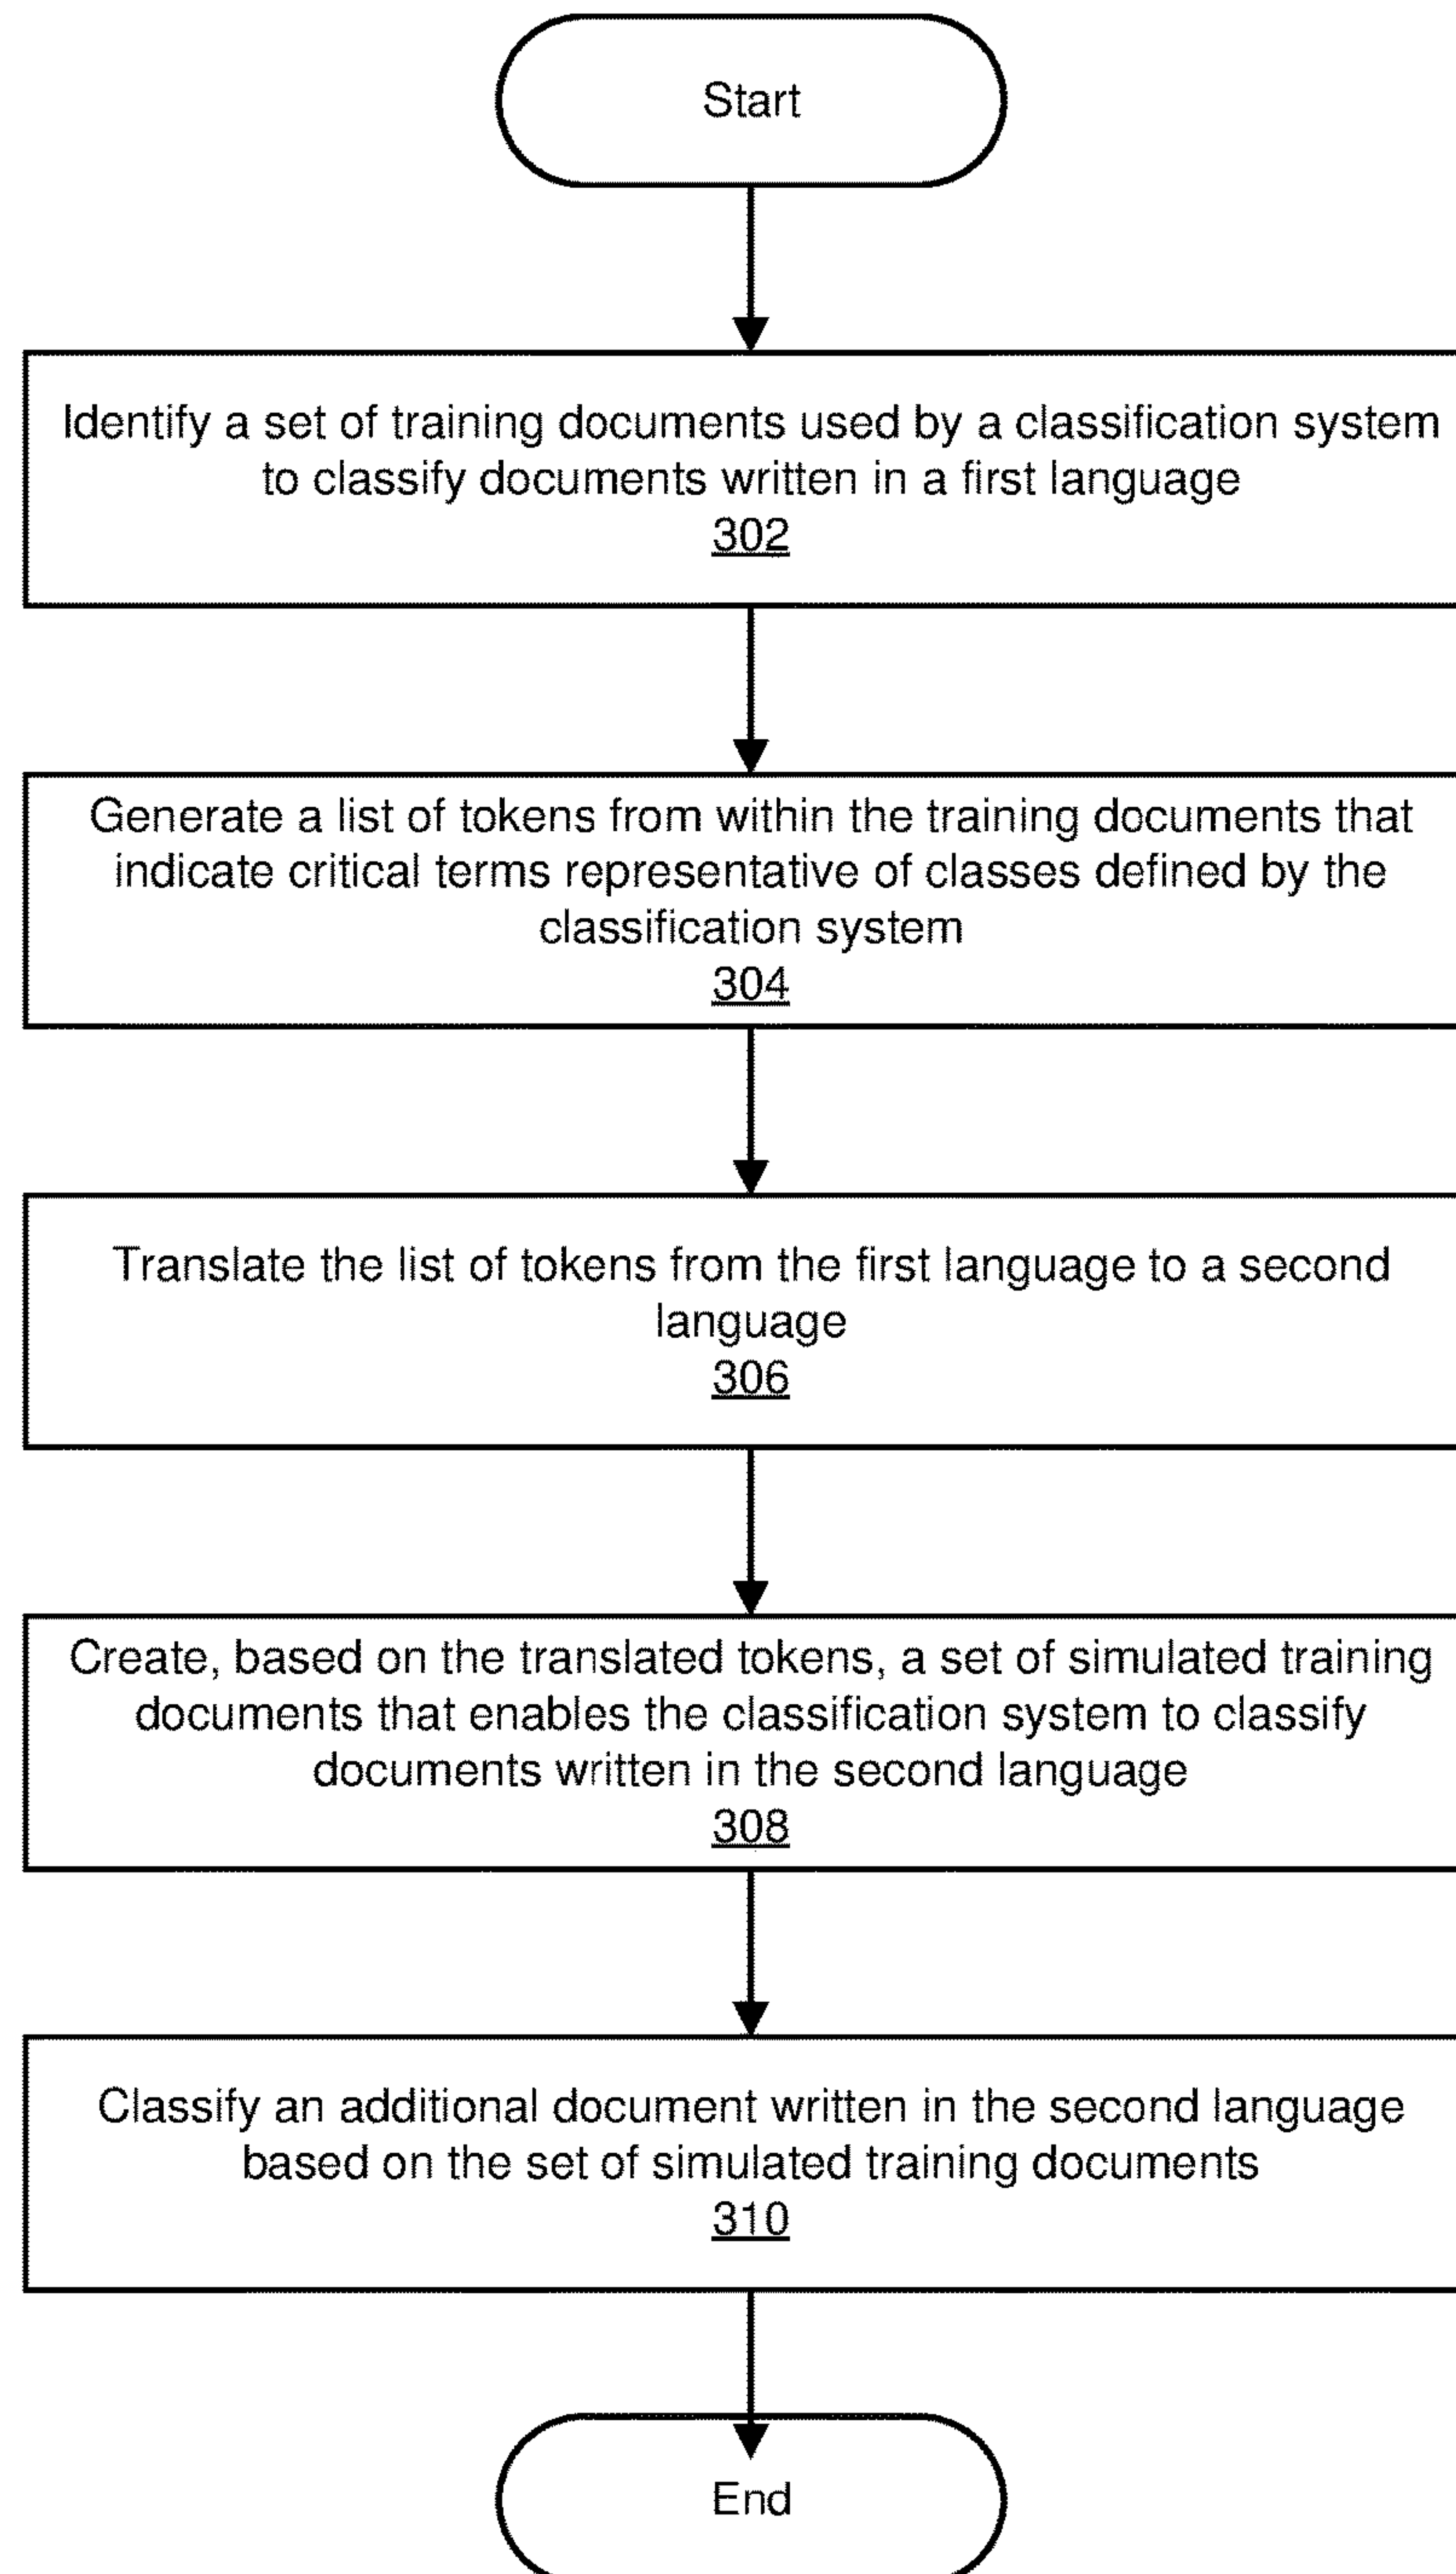 Start
Identify a set of training documents used by a classification system
to classify documents written in a first language
302
Generate a list of tokens from within the training documents that
indicate critical terms representative of classes defined by the
classification system
304
Translate the list of tokens from the first language to a second
language
306
Create, based on the translated tokens, a set of simulated training
documents that enables the classification system to classify
documents written in the second language
308
Classify an additional document written in the second language
based on the set of simulated training documents
310
End